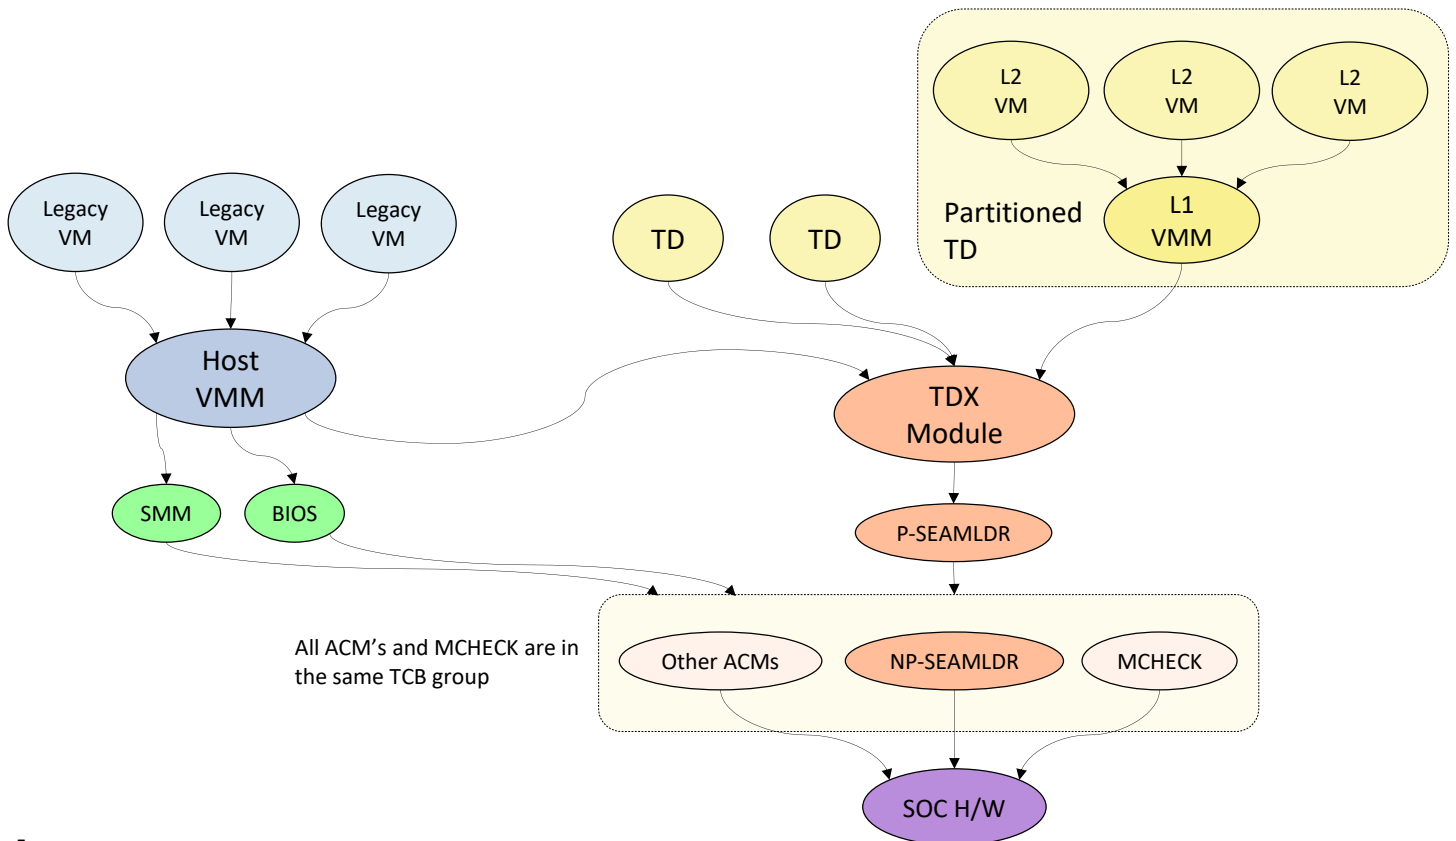 L2
VM
L2
VM
L2
VM
Legacy
VM
Legacy
VM
Legacy
VM
TD
TD
Partitioned
TD
L1
VMM
Host
VMM
TDX
Module
SMM
BIOS
P-SEAMLDR
All ACM's and MCHECK are in
the same TCB group
Other ACMs
NP-SEAMLDR
MCHECK
SOC H/W